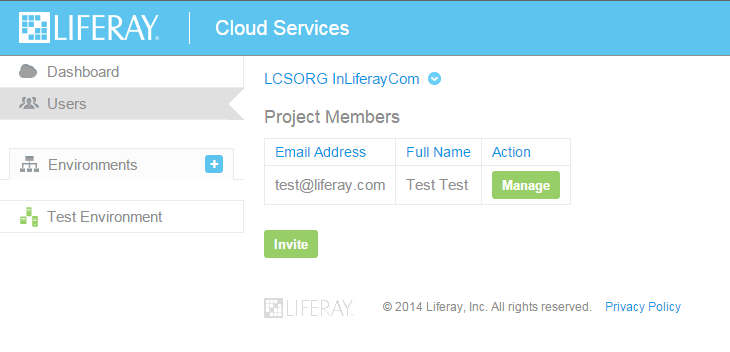 LIFERAY. Cloud Services
Dashboard
Users
Environments +
Test Environment
LCSORG InLiferayCom
Project Members
Email Address Full Name Action
test@liferay.com Test Test Manage
Invite
LIFERAY. © 2014 Liferay, Inc. All rights reserved. Privacy Policy